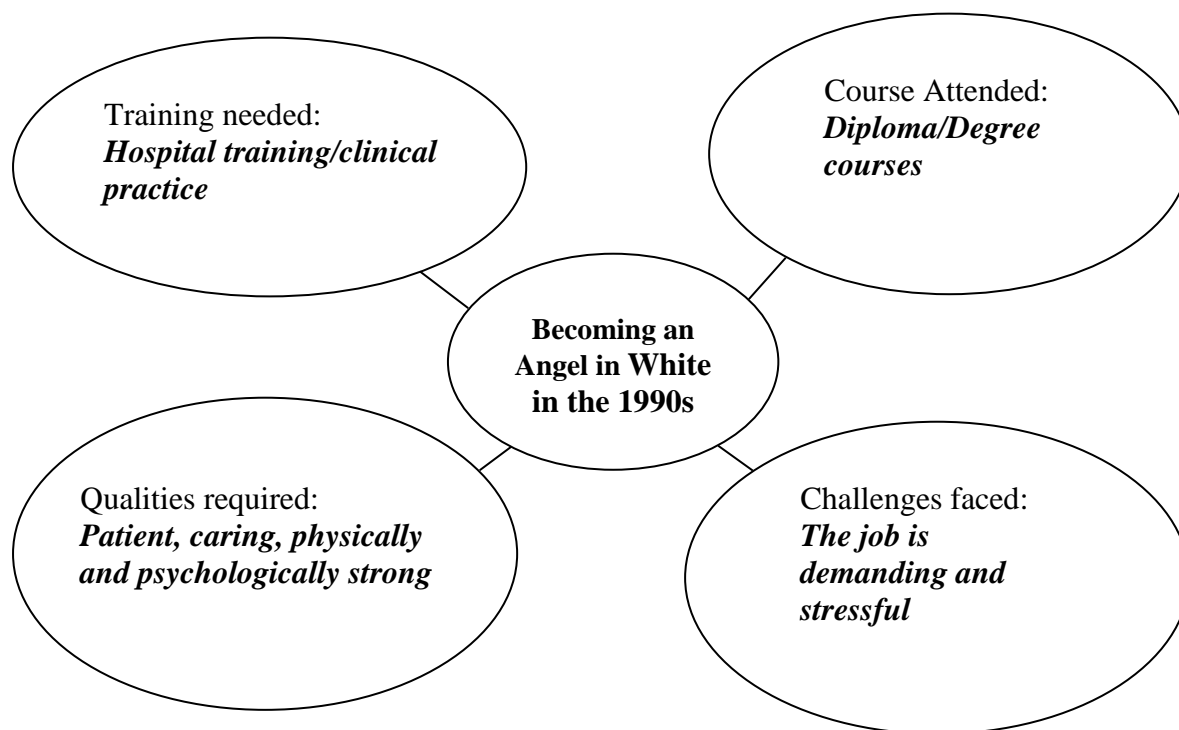 Training needed:
Hospital training/clinical
practice
Course Attended:
Diploma/Degree
courses
Becoming an
Angel in White
in the 1990s
Qualities required:
Patient, caring, physically
and psychologically strong
Challenges faced:
The job is
demanding and
stressful